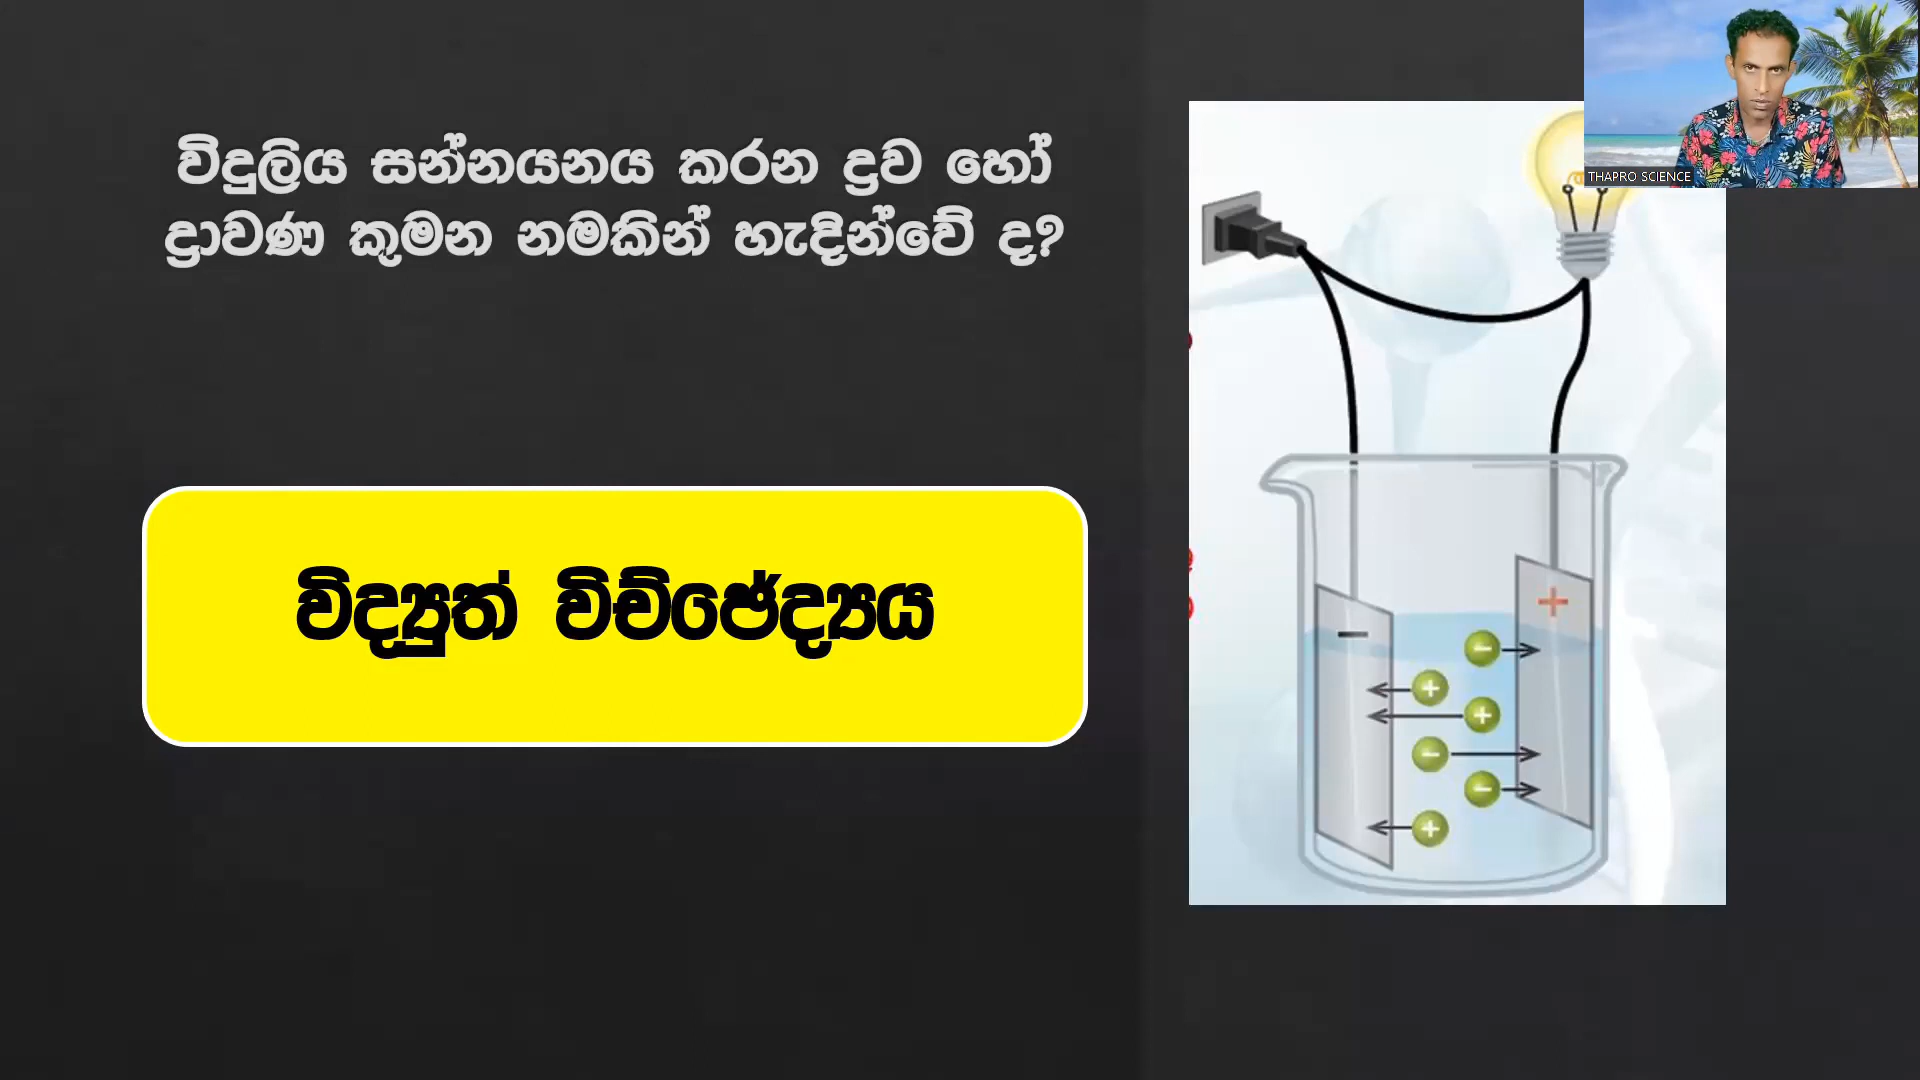 විදුලිය සන්නයනය කරන ද්‍රව හෝ
ද්‍රාවණ කුමන නමකින් හැඳින්වේ ද?
විද්‍යුත් විච්ඡේද්‍යය
THAPRO SCIENCE